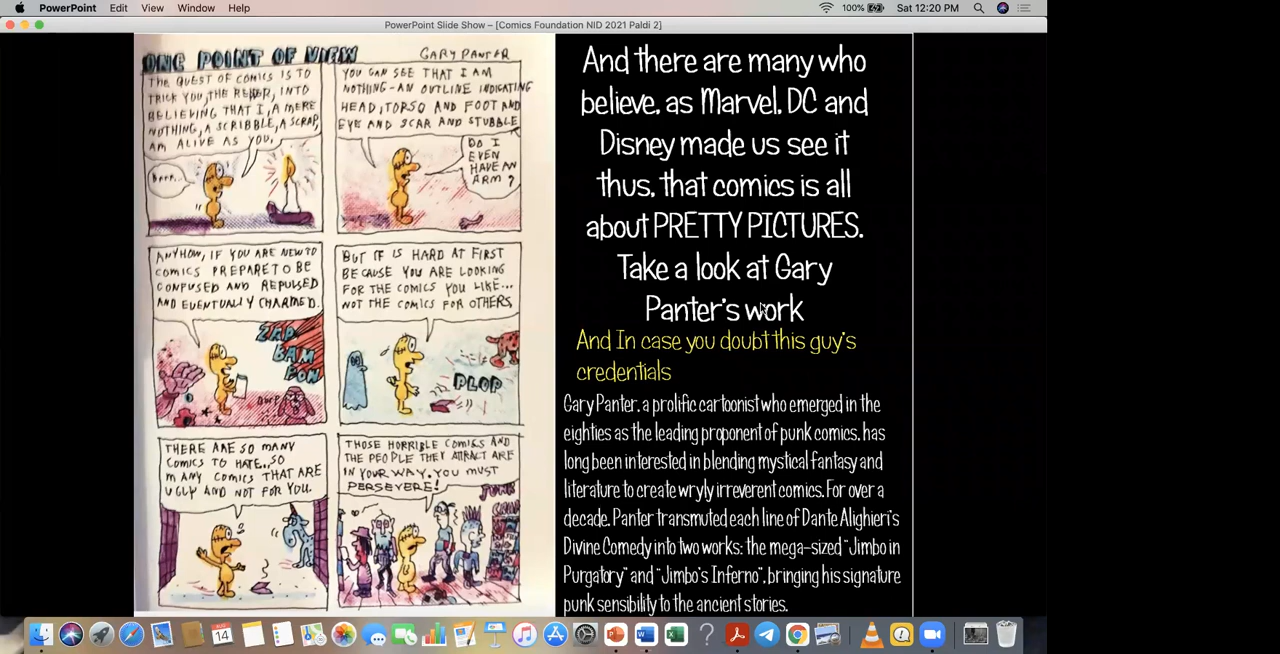 PowerPoint Edit View Window Help
100% Sat 12:20 PM
PowerPoint Slide Show – [Comics Foundation NID 2021 Paldi 2]
ONE POINT OF VIEW
GARY PANTER
THE QUEST OF COMICS IS TO
TRICK YOU, THE READER, INTO
BELIEVING THAT I, A MERE
NOTHING, A SCRIBBLE, A SCRAP,
AM ALIVE AS YOU.
YOU CAN SEE THAT I AM
NOTHING – AN OUTLINE INDICATING
HEAD, TORSO AND FOOT AND
EYE AND SCAR AND STUBBLE
DO I
EVEN
HAVE AN
ARM?
ANYHOW, IF YOU ARE NEW TO
COMICS PREPARE TO BE
CONFUSED AND REPULSED
AND EVENTUALLY CHARMED.
ZAP
BAM
POW
BUT IT IS HARD AT FIRST
BECAUSE YOU ARE LOOKING
FOR THE COMICS YOU LIKE...
NOT THE COMICS FOR OTHERS.
PLOP
THERE ARE SO MANY
COMICS TO HATE.. SO
MANY COMICS THAT ARE
UGLY AND NOT FOR YOU.
THOSE HORRIBLE COMICS AND
THE PEOPLE THEY ATTRACT ARE
IN YOUR WAY. YOU MUST
PERSEVERE!
JUNK
And there are many who
believe, as Marvel, DC and
Disney made us see it
thus, that comics is all
about PRETTY PICTURES.
Take a look at Gary
Panter's work
And In case you doubt this guy's
credentials
Gary Panter, a prolific cartoonist who emerged in the
eighties as the leading proponent of punk comics, has
long been interested in blending mystical fantasy and
literature to create wryly irreverent comics. For over a
decade, Panter transmuted each line of Dante Alighieri's
Divine Comedy into two works: the mega-sized "Jimbo in
Purgatory" and "Jimbo's Inferno", bringing his signature
punk sensibility to the ancient stories.